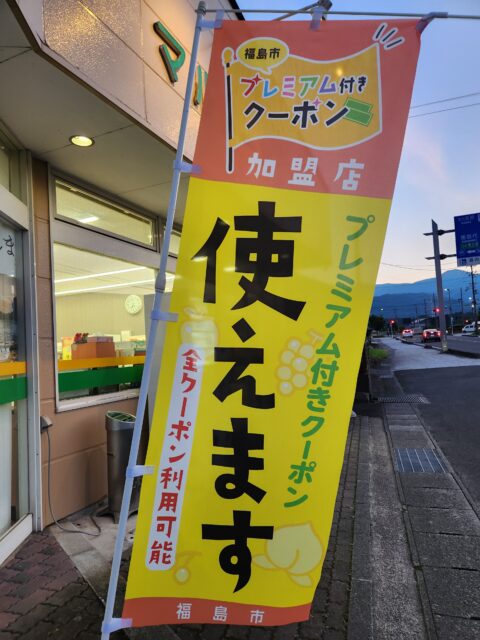 福島市
プレミアム付き
クーポン
加盟店
プレミアム付きクーポン
使えます
全クーポン利用可能
福島市
マ